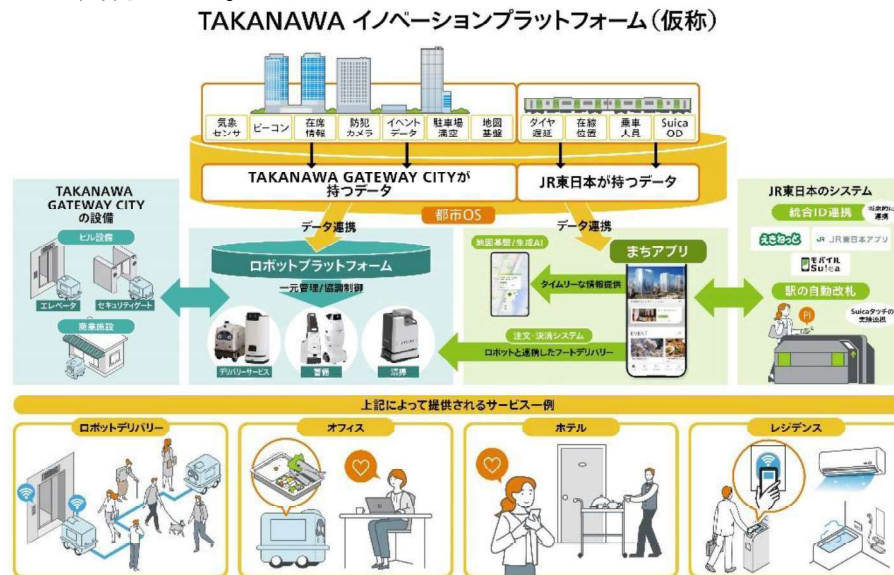 TAKANAWA イノベーションプラットフォーム(仮称)
気象
センサ
ビーコン
在席
情報
防犯
カメラ
イベント
データ
駐車場
満空
地図
基盤
ダイヤ
遅延
在線
位置
乗車
人員
Suica
OD
TAKANAWA GATEWAY CITYが
持つデータ
JR東日本が持つデータ
都市OS
データ連携
データ連携
TAKANAWA
GATEWAY CITY
の設備
ビル設備
エレベータ
セキュリティゲート
商業施設
ロボットプラットフォーム
一元管理/協調制御
デリバリーサービス
警備
清掃
地図基盤/生成AI
まちアプリ
タイムリーな情報提供
注文・決済システム
ロボットと連携したフードデリバリー
EVENT
JR東日本のシステム
統合ID連携
将来的に
連携
えきねっと
JR JR東日本アプリ
モバイル
Suica
駅の自動改札
Suicaタッチの
実績連携
上記によって提供されるサービス一例
ロボットデリバリー
オフィス
ホテル
レジデンス